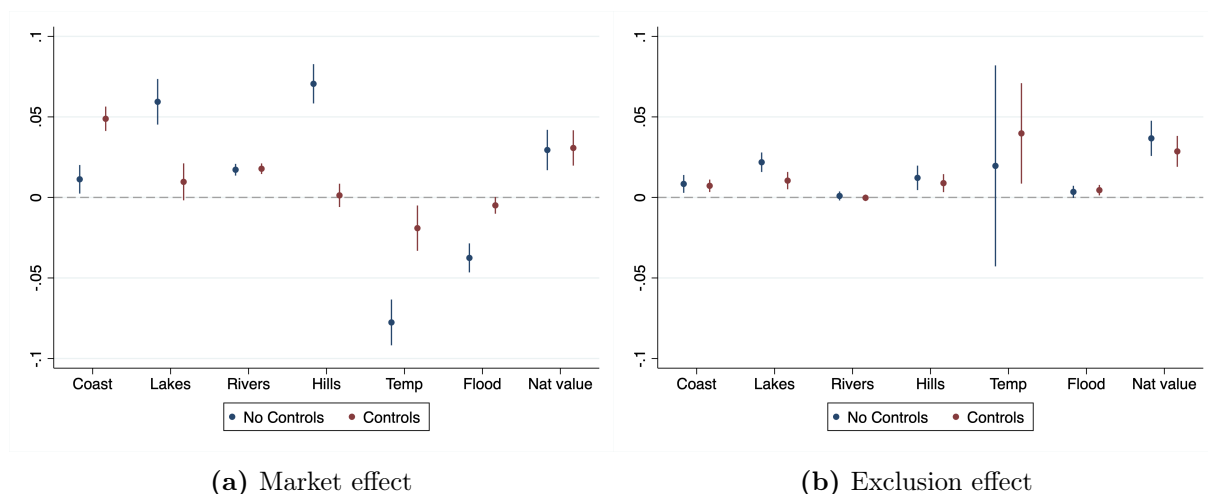 .1
.05
0
-.05
-.1
Coast Lakes Rivers Hills Temp Flood Nat value
No Controls Controls
(a) Market effect
.1
.05
0
-.05
-.1
Coast Lakes Rivers Hills Temp Flood Nat value
No Controls Controls
(b) Exclusion effect